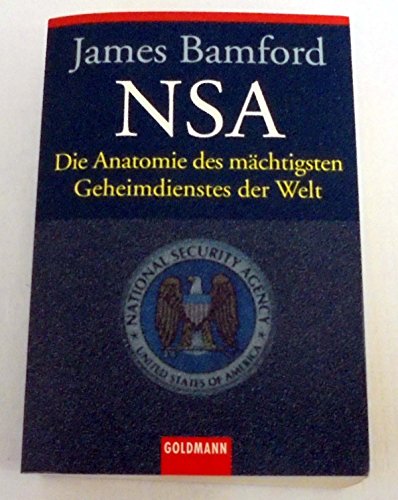 James Bamford
NSA
Die Anatomie des mächtigsten
Geheimdienstes der Welt
NATIONAL SECURITY AGENCY
UNITED STATES OF AMERICA
GOLDMANN